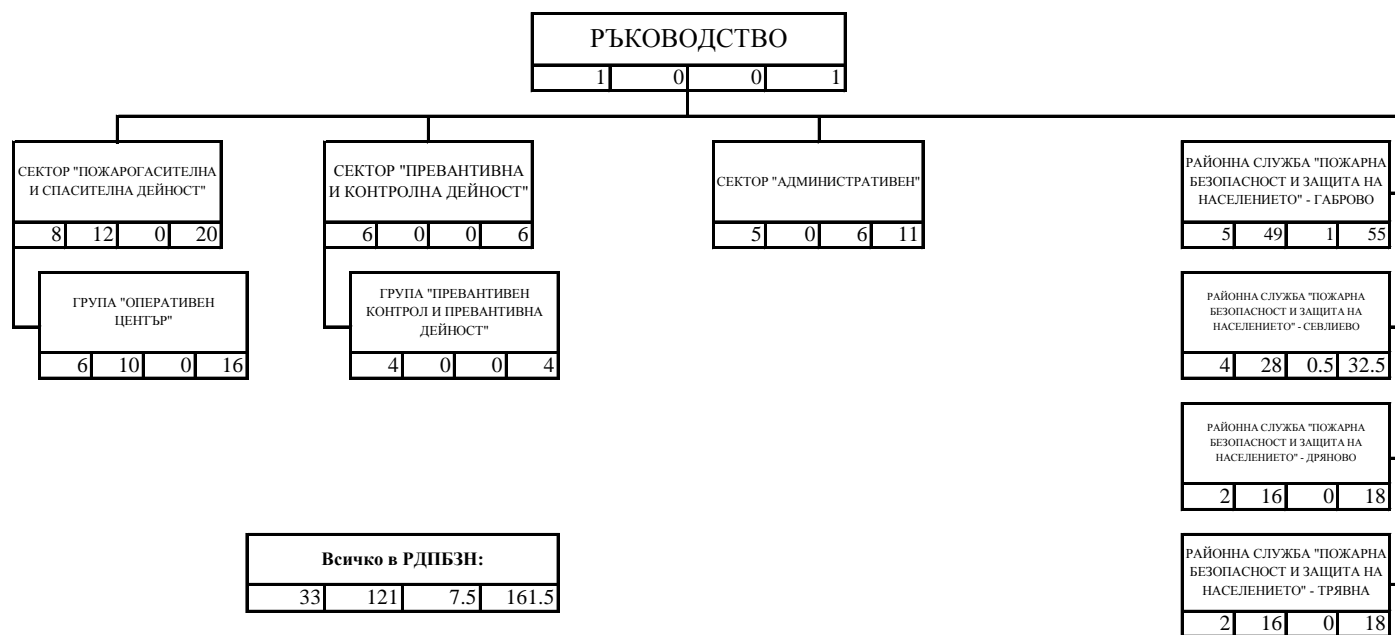 РЪКОВОДСТВО
1 0 0 1
СЕКТОР "ПОЖАРОГАСИТЕЛНА
И СПАСИТЕЛНА ДЕЙНОСТ"
8 12 0 20
ГРУПА "ОПЕРАТИВЕН
ЦЕНТЪР"
6 10 0 16
СЕКТОР "ПРЕВАНТИВНА
И КОНТРОЛНА ДЕЙНОСТ"
6 0 0 6
ГРУПА "ПРЕВАНТИВЕН
КОНТРОЛ И ПРЕВАНТИВНА
ДЕЙНОСТ"
4 0 0 4
СЕКТОР "АДМИНИСТРАТИВЕН"
5 0 6 11
РАЙОННА СЛУЖБА "ПОЖАРНА
БЕЗОПАСНОСТ И ЗАЩИТА НА
НАСЕЛЕНИЕТО" - ГАБРОВО
5 49 1 55
РАЙОННА СЛУЖБА "ПОЖАРНА
БЕЗОПАСНОСТ И ЗАЩИТА НА
НАСЕЛЕНИЕТО" - СЕВЛИЕВО
4 28 0.5 32.5
РАЙОННА СЛУЖБА "ПОЖАРНА
БЕЗОПАСНОСТ И ЗАЩИТА НА
НАСЕЛЕНИЕТО" - ДРЯНОВО
2 16 0 18
РАЙОННА СЛУЖБА "ПОЖАРНА
БЕЗОПАСНОСТ И ЗАЩИТА НА
НАСЕЛЕНИЕТО" - ТРЯВНА
2 16 0 18
Всичко в РДПБЗН:
33 121 7.5 161.5